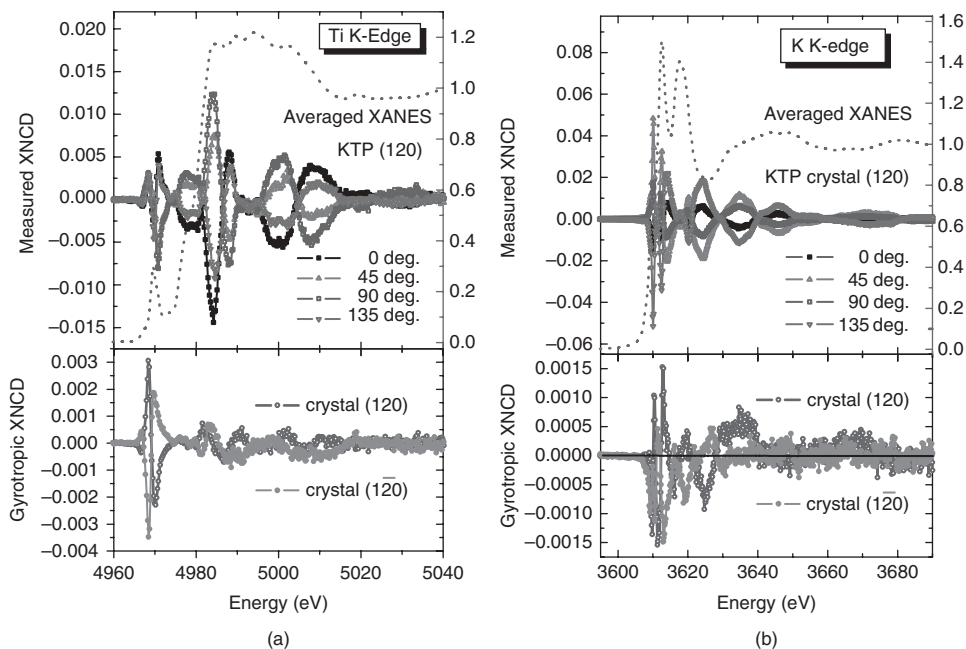 Ti K-Edge
Averaged XANES
KTP (120)
0 deg.
45 deg.
90 deg.
135 deg.
0.020
0.015
0.010
0.005
0.000
−0.005
−0.010
−0.015
Measured XNCD
1.2
1.0
0.8
0.6
0.4
0.2
0.0
0.003
0.002
0.001
0.000
−0.001
−0.002
−0.003
−0.004
Gyrotropic XNCD
crystal (120)
crystal (12̄0)
4960
4980
5000
5020
5040
Energy (eV)
(a)
K K-edge
Averaged XANES
KTP crystal (120)
0 deg.
45 deg.
90 deg.
135 deg.
0.08
0.06
0.04
0.02
0.00
−0.02
−0.04
−0.06
Measured XNCD
1.6
1.4
1.2
1.0
0.8
0.6
0.4
0.2
0.0
0.0015
0.0010
0.0005
0.0000
−0.0005
−0.0010
−0.0015
Gyrotropic XNCD
crystal (120)
crystal (12̄0)
3600
3620
3640
3660
3680
Energy (eV)
(b)